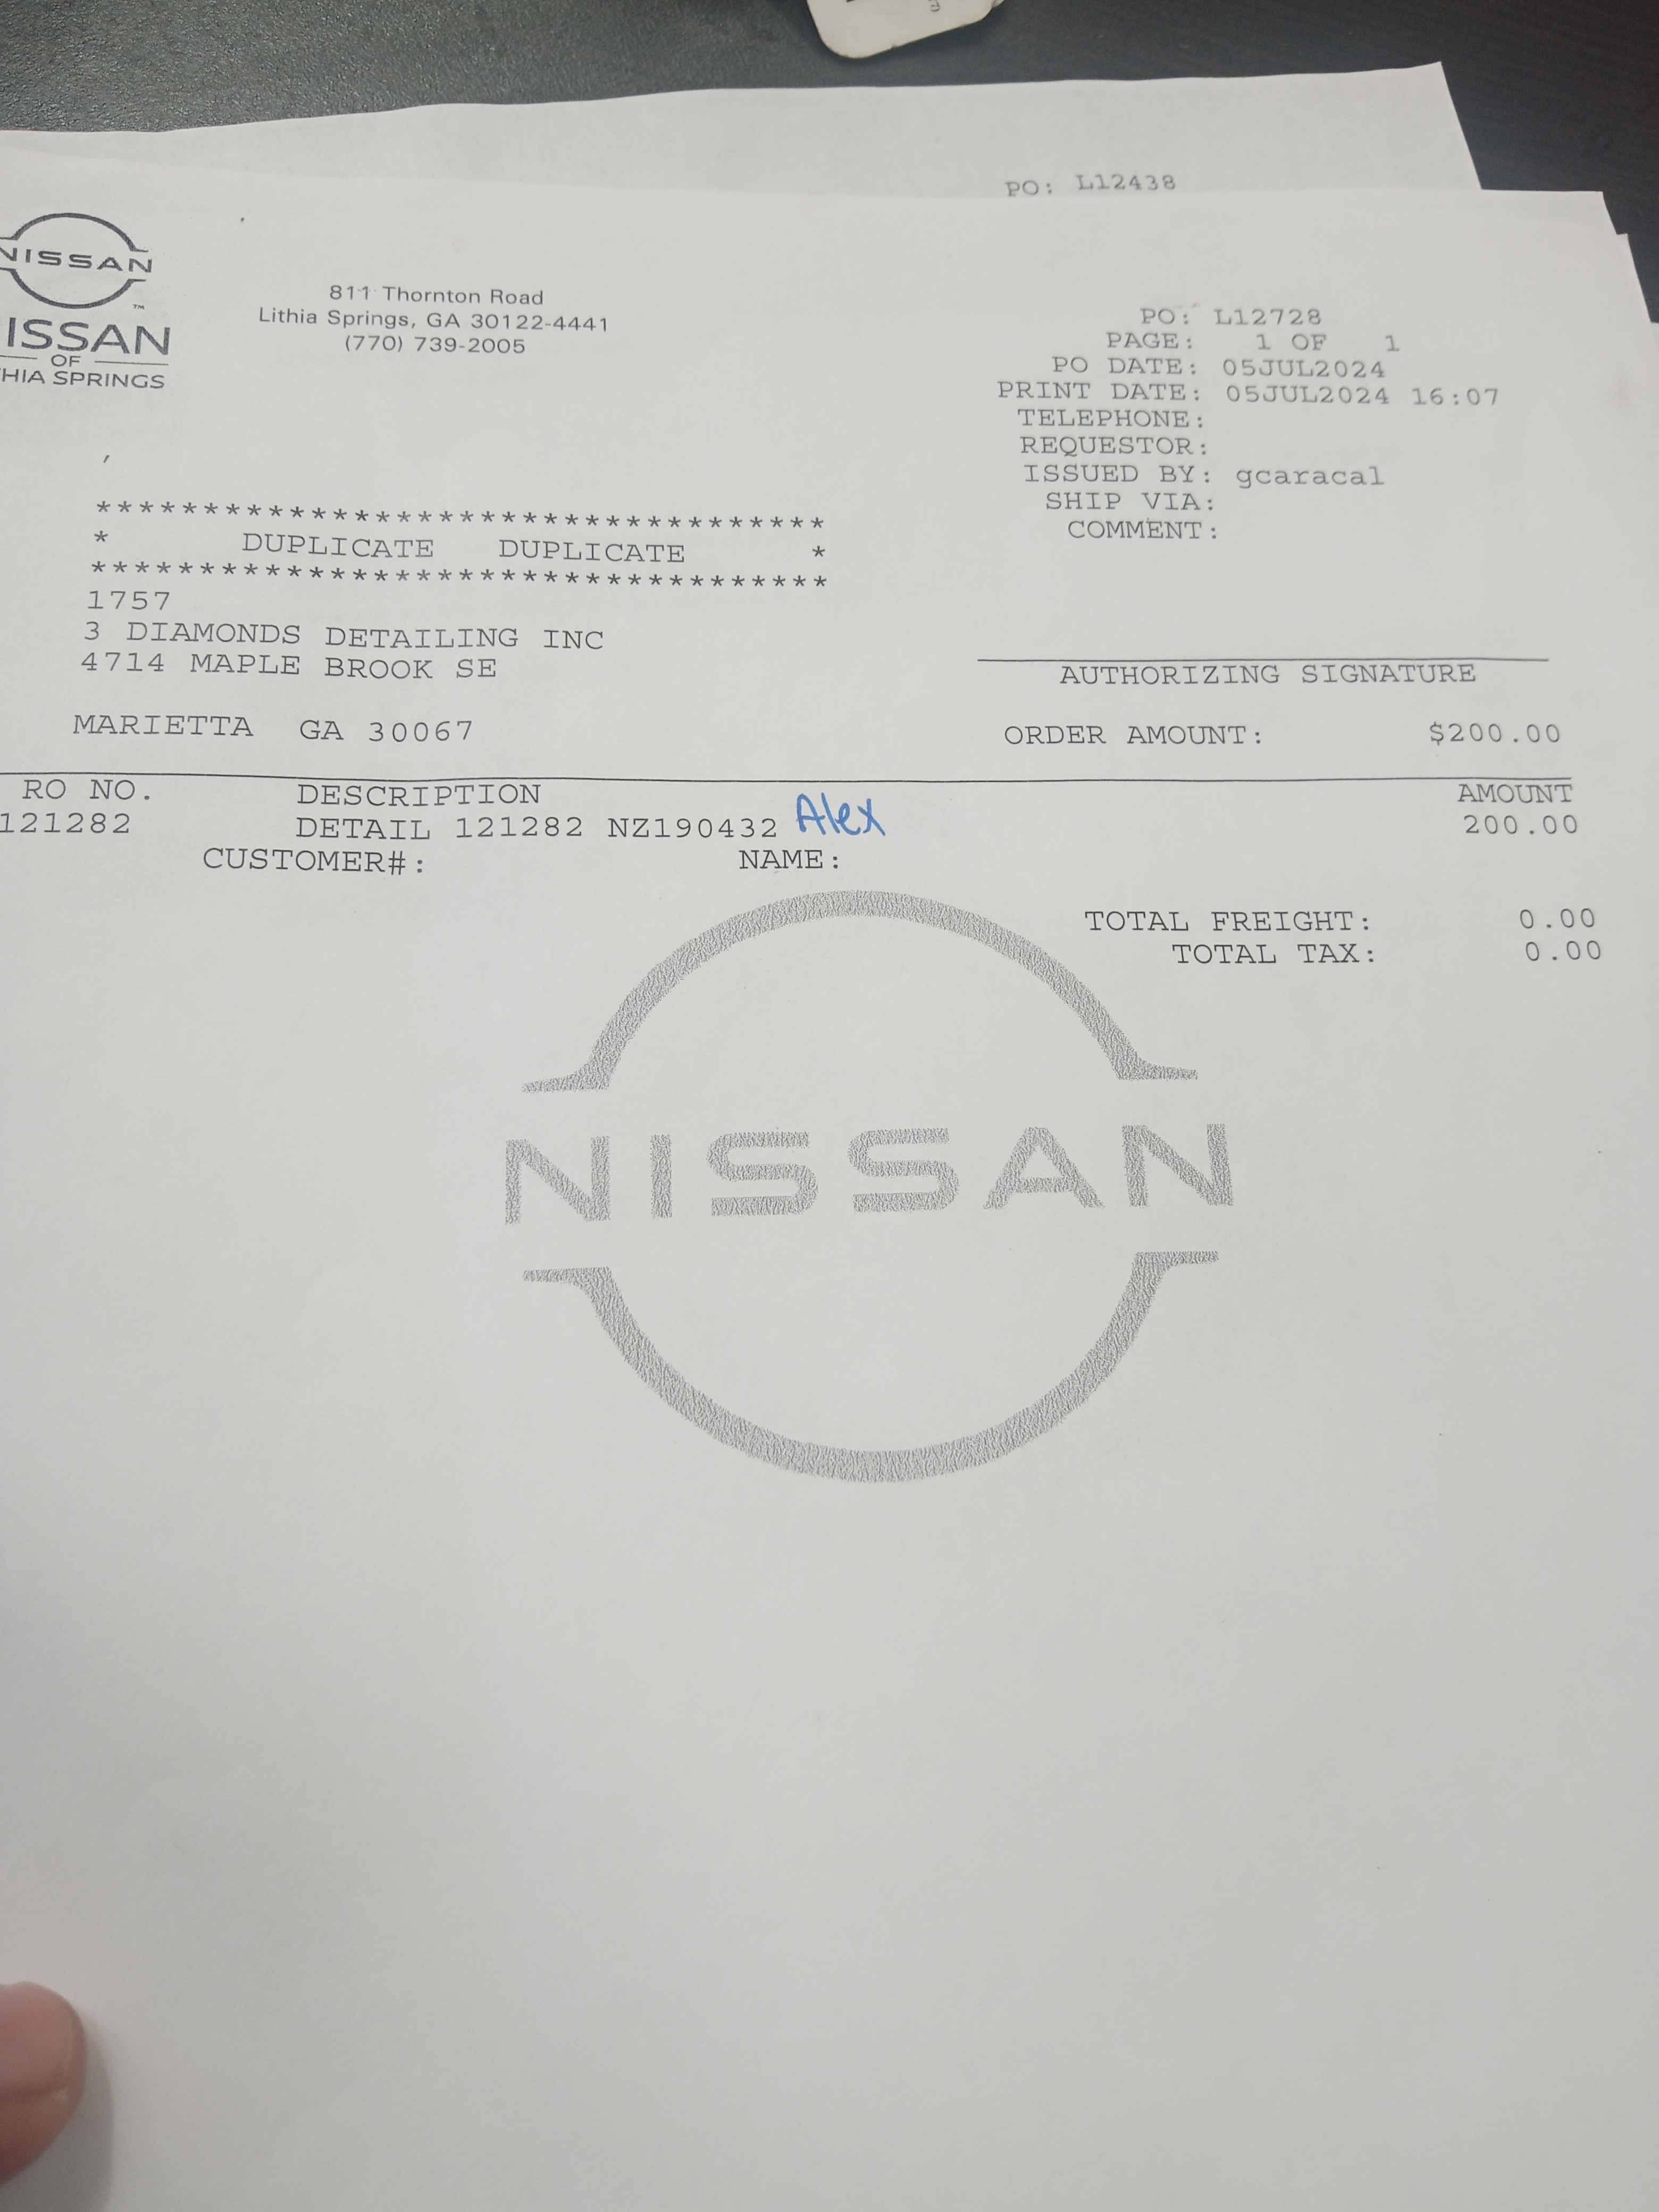 PO: L12438
NISSAN
ISSAN
OF
HIA SPRINGS
811 Thornton Road
Lithia Springs, GA 30122-4441
(770) 739-2005
PO: L12728
PAGE: 1 OF 1
PO DATE: 05JUL2024
PRINT DATE: 05JUL2024 16:07
TELEPHONE:
REQUESTOR:
ISSUED BY: gcaracal
SHIP VIA:
COMMENT:
**********************************
* DUPLICATE DUPLICATE *
**********************************
1757
3 DIAMONDS DETAILING INC
4714 MAPLE BROOK SE
MARIETTA GA 30067
AUTHORIZING SIGNATURE
ORDER AMOUNT: $200.00
RO NO. DESCRIPTION AMOUNT
121282 DETAIL 121282 NZ190432 Alex 200.00
CUSTOMER#: NAME:
TOTAL FREIGHT: 0.00
TOTAL TAX: 0.00
NISSAN